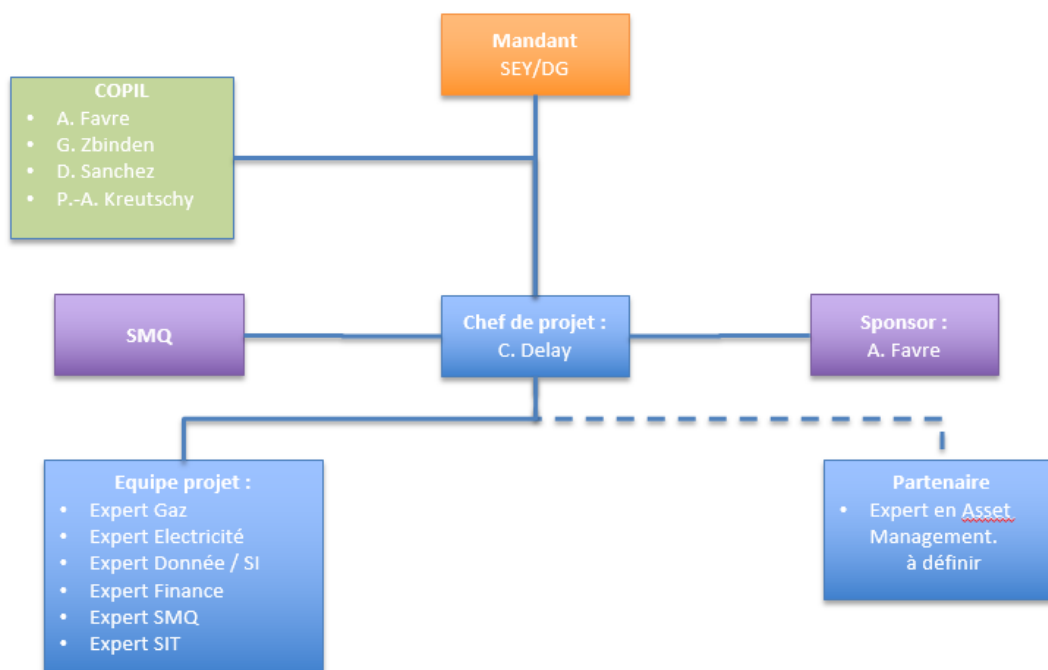 Mandant
SEY/DG
COPIL
• A. Favre
• G. Zbinden
• D. Sanchez
• P.-A. Kreutschy
SMQ
Chef de projet :
C. Delay
Sponsor :
A. Favre
Equipe projet :
• Expert Gaz
• Expert Electricité
• Expert Donnée / SI
• Expert Finance
• Expert SMQ
• Expert SIT
Partenaire
• Expert en Asset
Management.
à définir